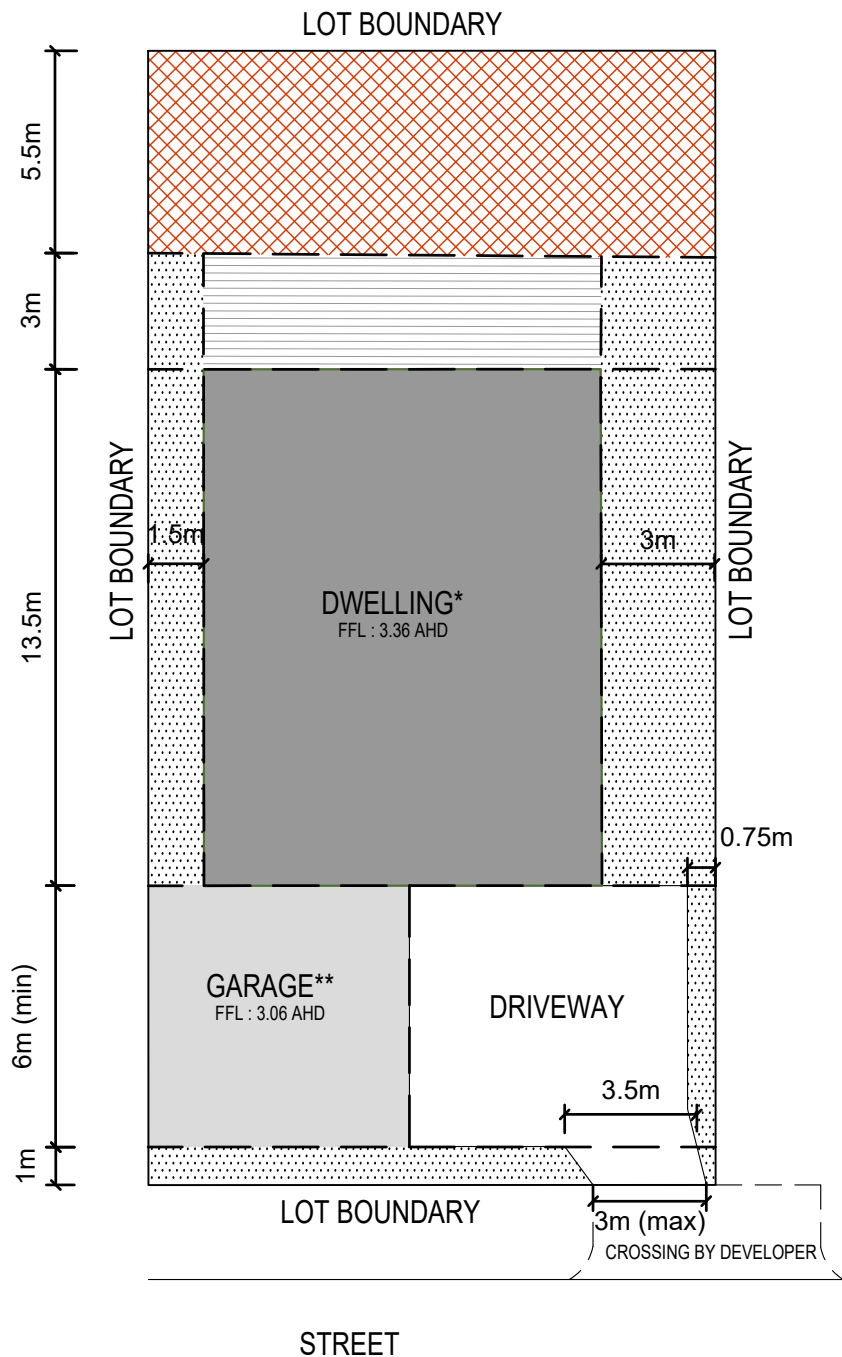 LOT BOUNDARY
5.5m
3m
13.5m
6m (min)
1m
LOT BOUNDARY
1.5m
DWELLING*
FFL : 3.36 AHD
3m
LOT BOUNDARY
0.75m
GARAGE**
FFL : 3.06 AHD
DRIVEWAY
3.5m
LOT BOUNDARY
3m (max)
CROSSING BY DEVELOPER
STREET